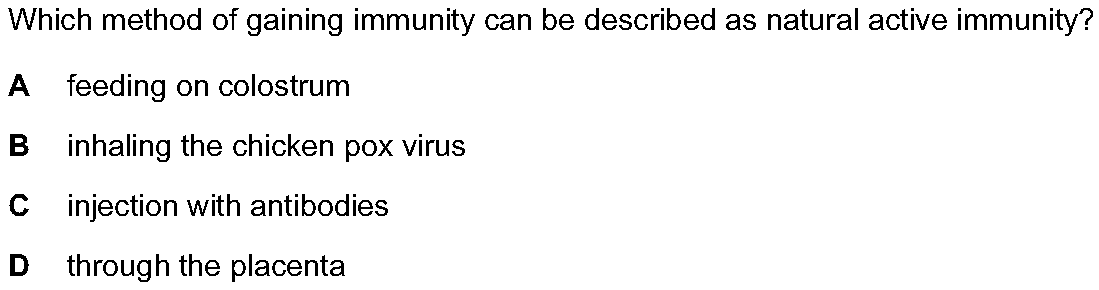 Which method of gaining immunity can be described as natural active immunity?
A feeding on colostrum
B inhaling the chicken pox virus
C injection with antibodies
D through the placenta